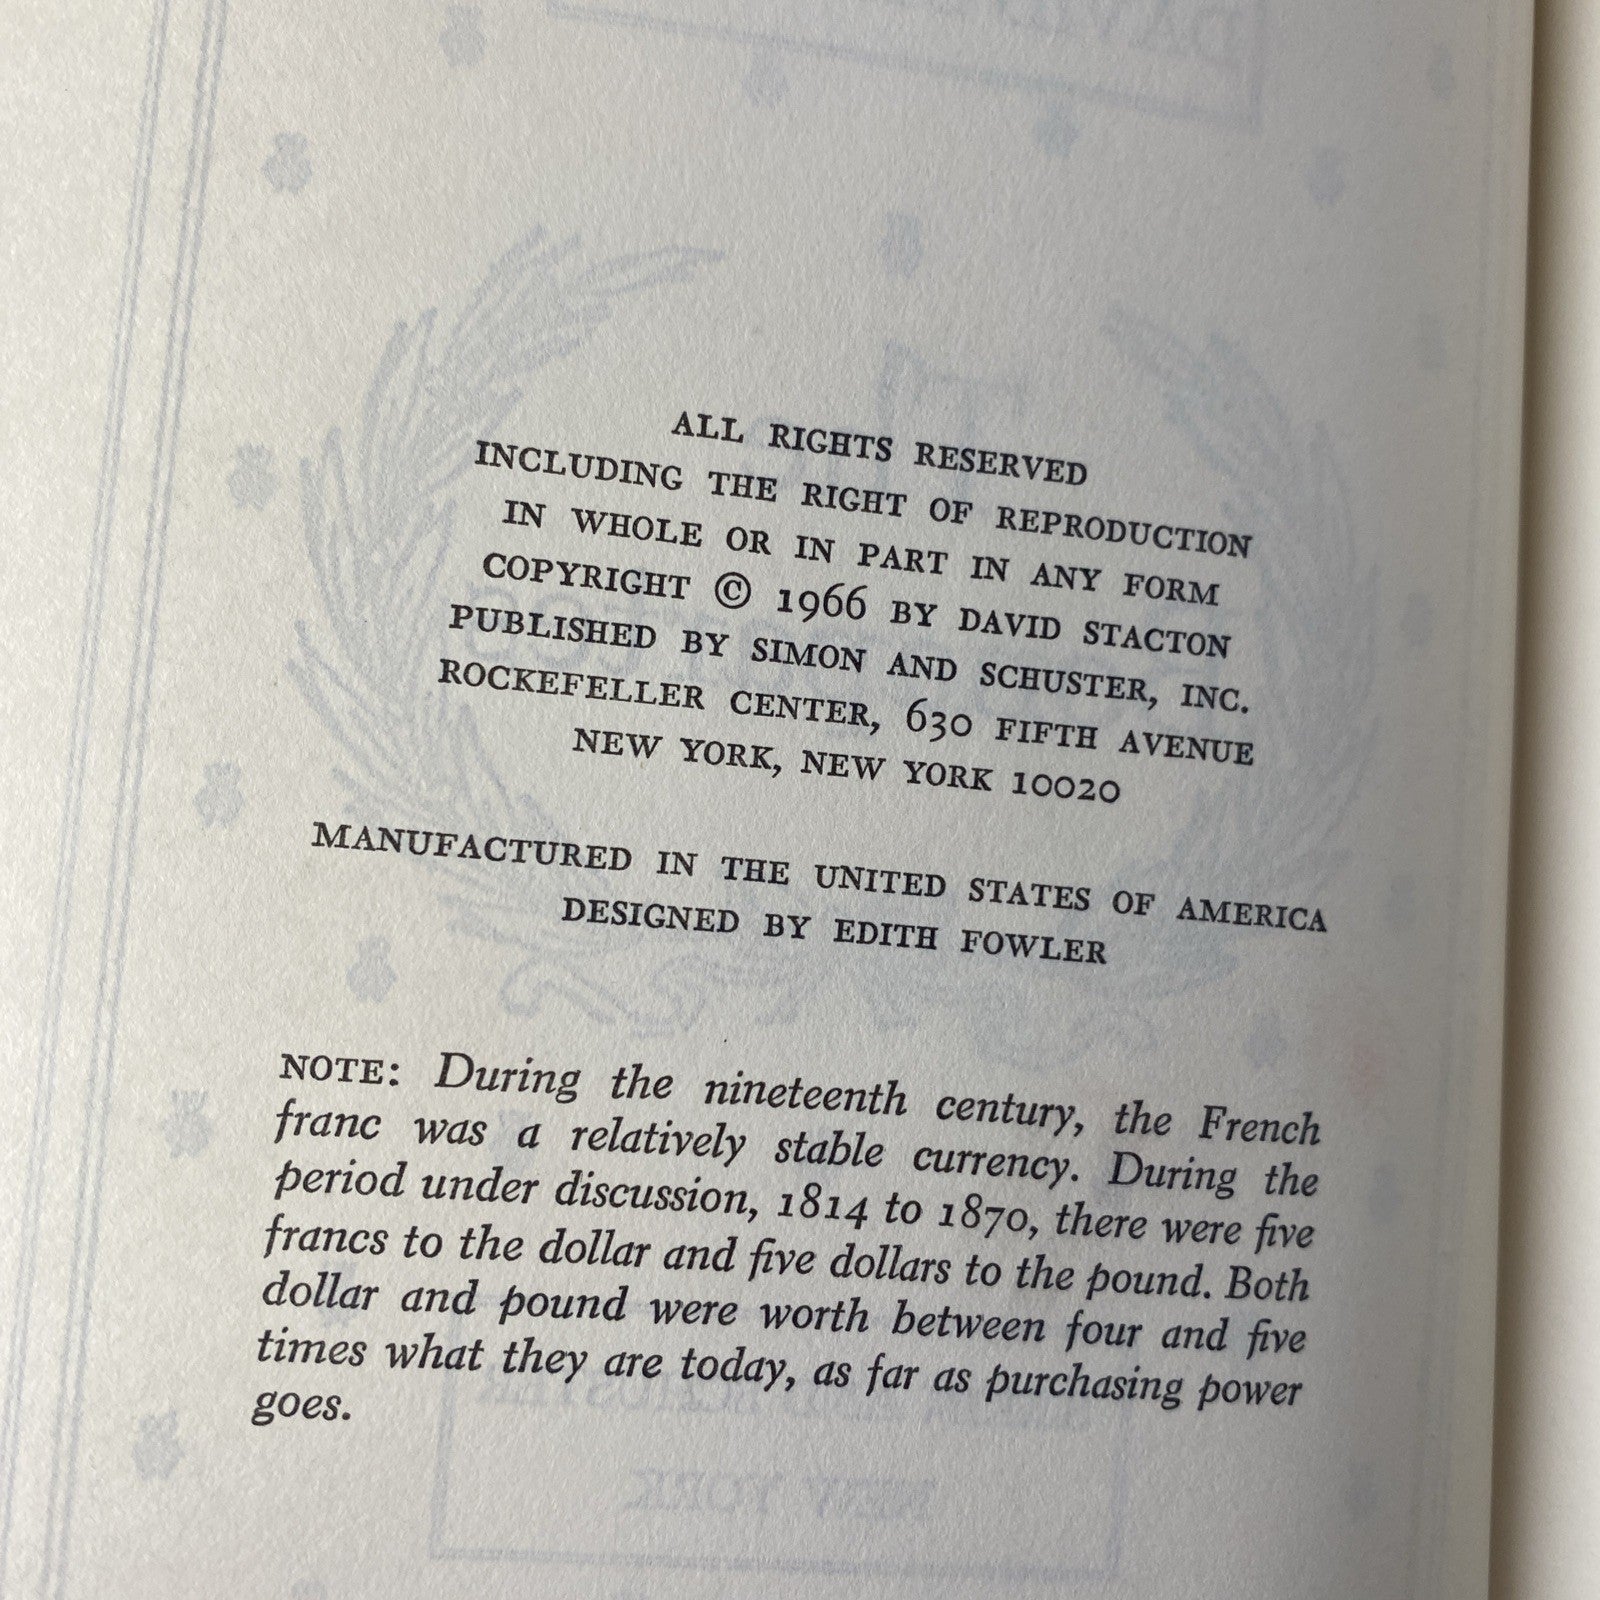 ALL RIGHTS RESERVED
INCLUDING THE RIGHT OF REPRODUCTION
IN WHOLE OR IN PART IN ANY FORM
COPYRIGHT © 1966 BY DAVID STACTON
PUBLISHED BY SIMON AND SCHUSTER, INC.
ROCKEFELLER CENTER, 630 FIFTH AVENUE
NEW YORK, NEW YORK 10020
MANUFACTURED IN THE UNITED STATES OF AMERICA
DESIGNED BY EDITH FOWLER
NOTE: During the nineteenth century, the French
franc was a relatively stable currency. During the
period under discussion, 1814 to 1870, there were five
francs to the dollar and five dollars to the pound. Both
dollar and pound were worth between four and five
times what they are today, as far as purchasing power
goes.
NEW YORK